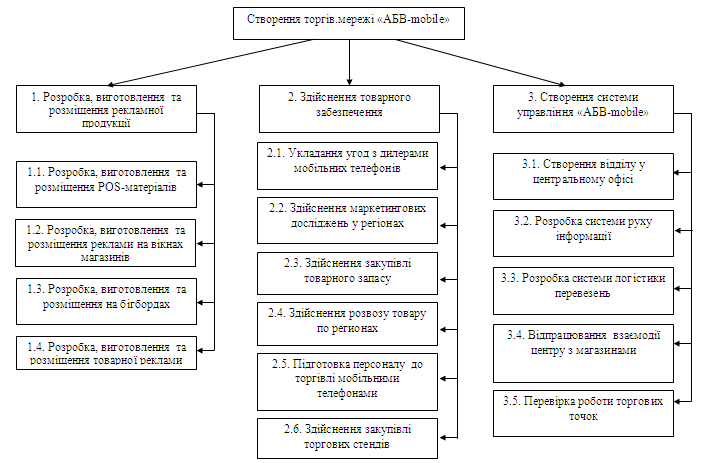 Створення торгів.мережі «АБВ-mobile»
1. Розробка, виготовлення та
розміщення рекламної
продукції
1.1. Розробка, виготовлення та
розміщення POS-матеріалів
1.2. Розробка, виготовлення та
розміщення реклами на вікнах
магазинів
1.3. Розробка, виготовлення та
розміщення на бігбордах
1.4. Розробка, виготовлення та
розміщення товарної реклами
2. Здійснення товарного
забезпечення
2.1. Укладання угод з дилерами
мобільних телефонів
2.2. Здійснення маркетингових
досліджень у регіонах
2.3. Здійснення закупівлі
товарного запасу
2.4. Здійснення розвозу товару
по регионах
2.5. Підготовка персоналу до
торгівлі мобільними
телефонами
2.6. Здійснення закупівлі
торгових стендів
3. Створення системи
управління «АБВ-mobile»
3.1. Створення відділу у
центральному офісі
3.2. Розробка системи руху
інформації
3.3. Розробка системи логістики
перевезень
3.4. Відпрацювання взаємодії
центру з магазинами
3.5. Перевірка роботи торгових
точок